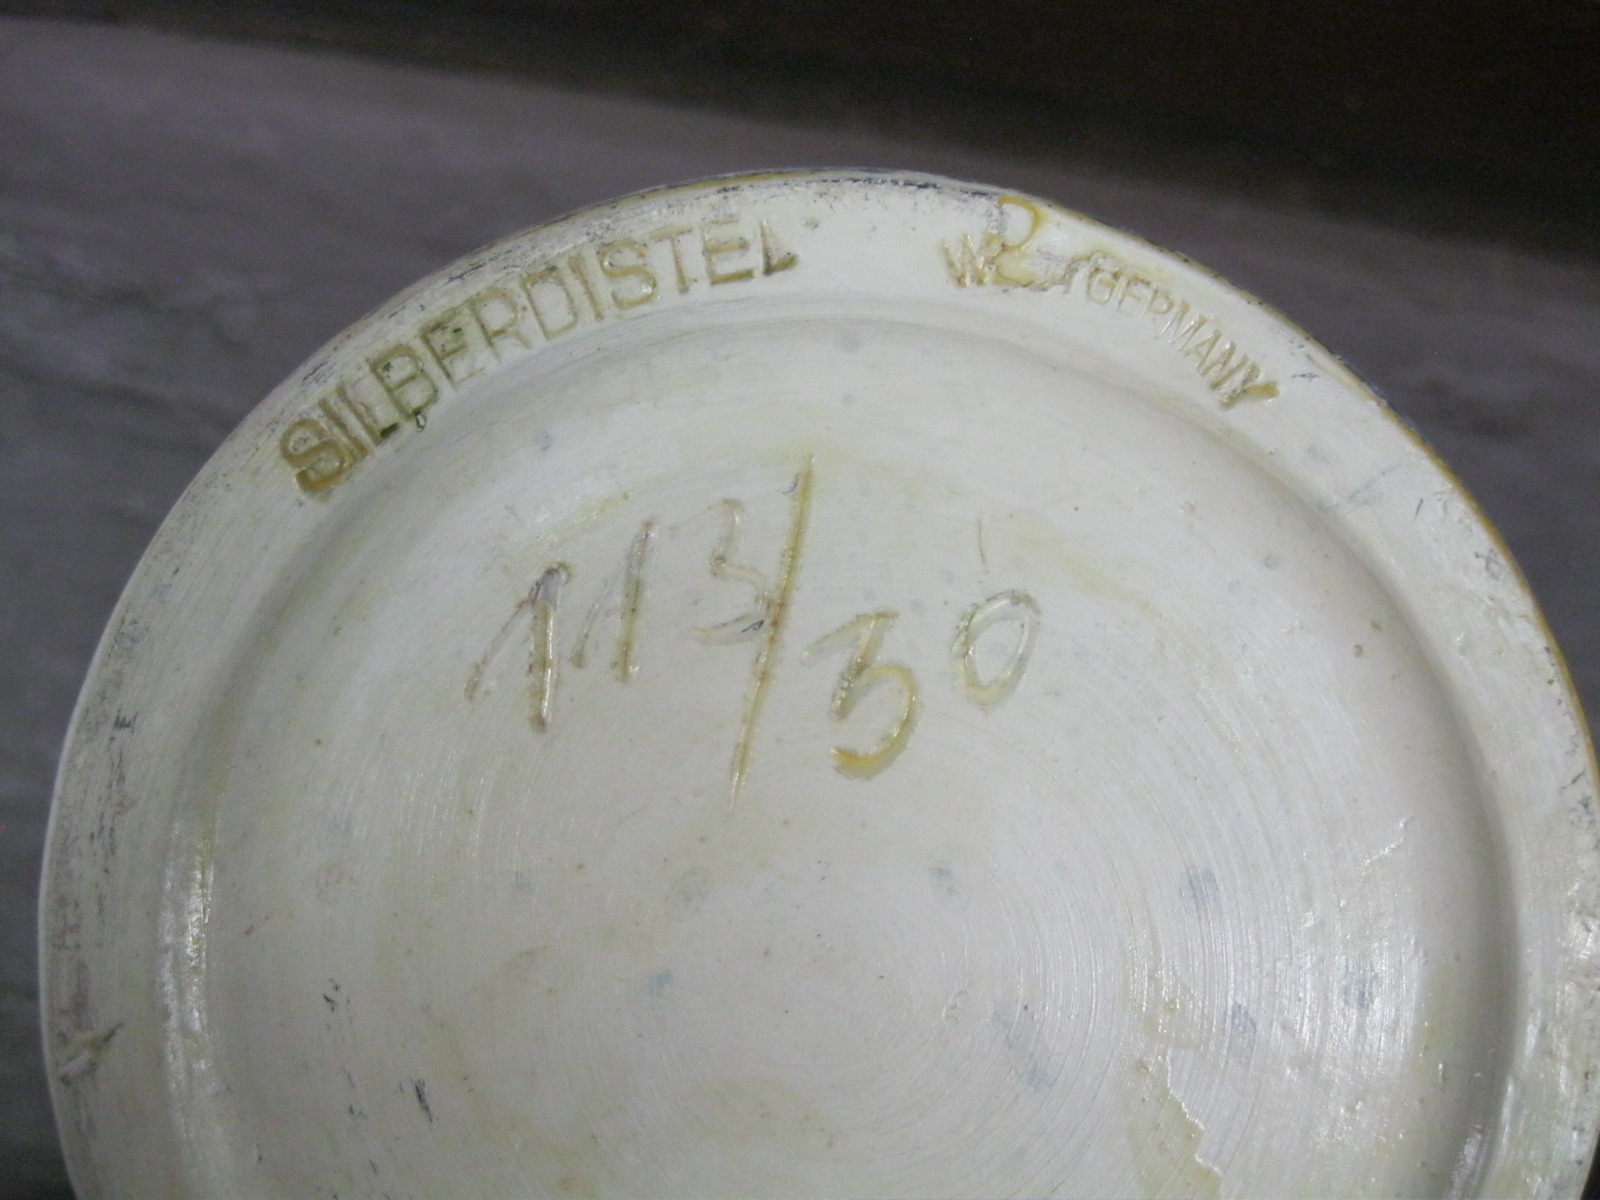 SILBERDISTEL
W. GERMANY
113/30